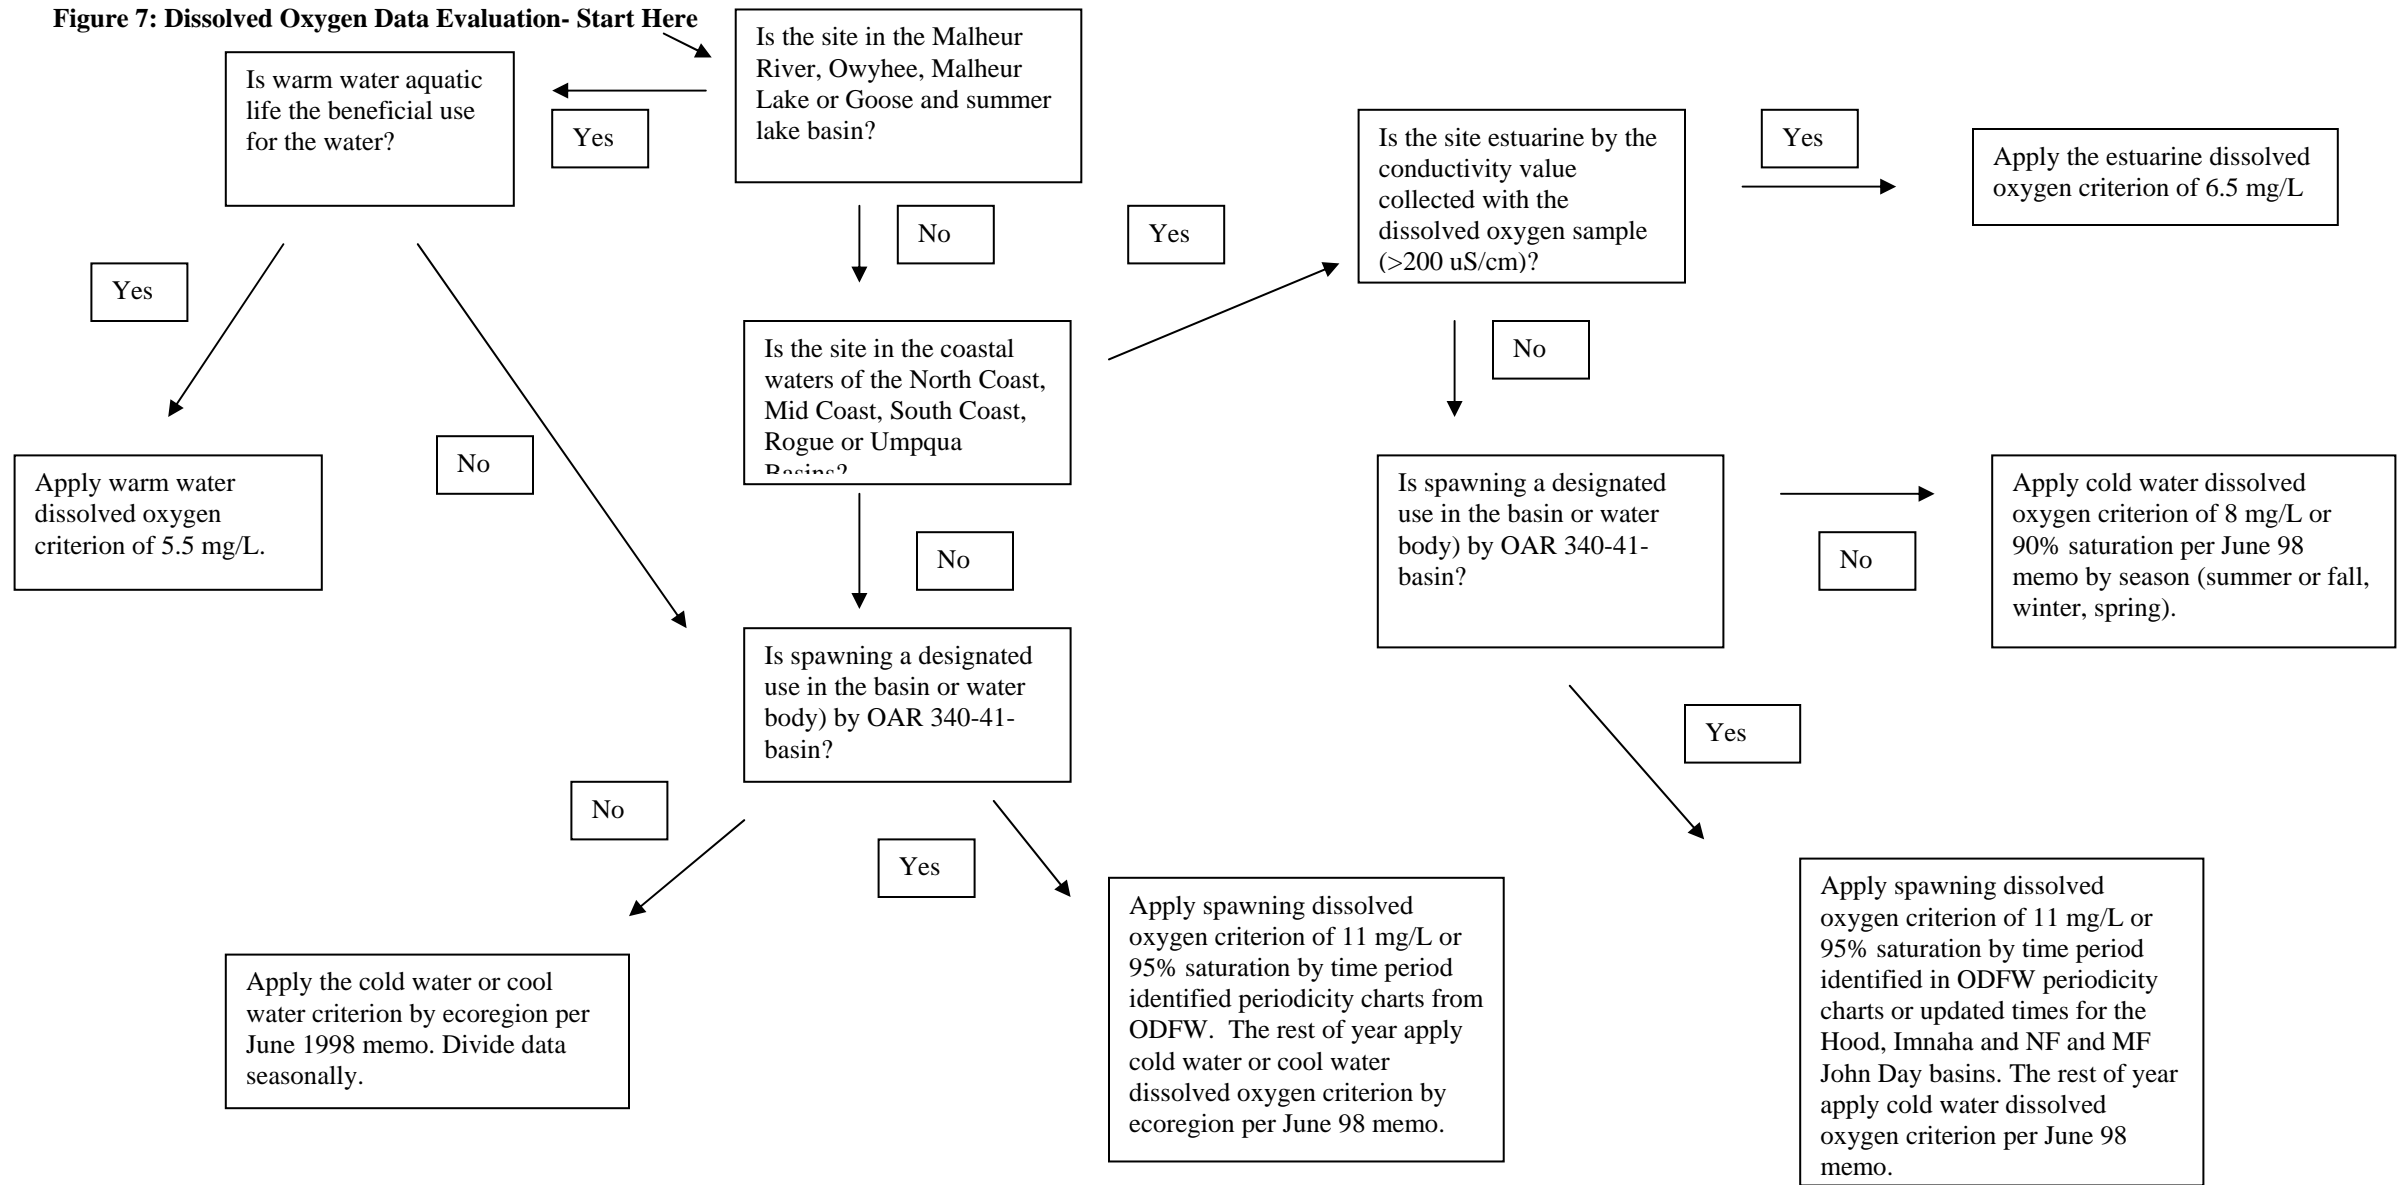 Figure 7: Dissolved Oxygen Data Evaluation- Start Here
Is the site in the Malheur
River, Owyhee, Malheur
Lake or Goose and summer
lake basin?
Yes
Is warm water aquatic
life the beneficial use
for the water?
Yes
Apply warm water
dissolved oxygen
criterion of 5.5 mg/L.
No
No
Is the site in the coastal
waters of the North Coast,
Mid Coast, South Coast,
Rogue or Umpqua
Basins?
Yes
Is the site estuarine by the
conductivity value
collected with the
dissolved oxygen sample
(>200 uS/cm)?
Yes
Apply the estuarine dissolved
oxygen criterion of 6.5 mg/L
No
Is spawning a designated
use in the basin or water
body) by OAR 340-41-
basin?
No
Apply cold water dissolved
oxygen criterion of 8 mg/L or
90% saturation per June 98
memo by season (summer or fall,
winter, spring).
Yes
Apply spawning dissolved
oxygen criterion of 11 mg/L or
95% saturation by time period
identified in ODFW periodicity
charts or updated times for the
Hood, Imnaha and NF and MF
John Day basins. The rest of year
apply cold water dissolved
oxygen criterion per June 98
memo.
No
Is spawning a designated
use in the basin or water
body) by OAR 340-41-
basin?
No
Apply the cold water or cool
water criterion by ecoregion per
June 1998 memo. Divide data
seasonally.
Yes
Apply spawning dissolved
oxygen criterion of 11 mg/L or
95% saturation by time period
identified periodicity charts from
ODFW.  The rest of year apply
cold water or cool water
dissolved oxygen criterion by
ecoregion per June 98 memo.